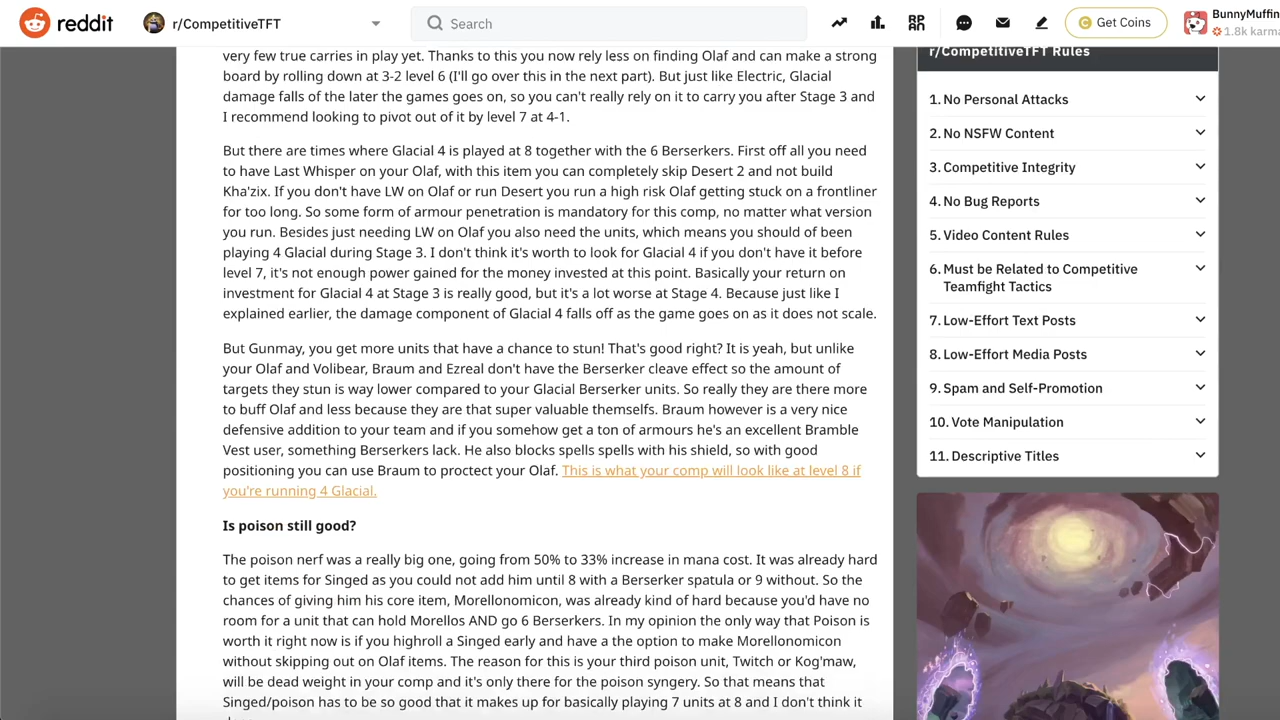 reddit
r/CompetitiveTFT
Search
Get Coins
BunnyMuffin
1.8k karma
very few true carries in play yet. Thanks to this you now rely less on finding Olaf and can make a strong
board by rolling down at 3-2 level 6 (I'll go over this in the next part). But just like Electric, Glacial
damage falls of the later the games goes on, so you can't really rely on it to carry you after Stage 3 and
I recommend looking to pivot out of it by level 7 at 4-1.
But there are times where Glacial 4 is played at 8 together with the 6 Berserkers. First off all you need
to have Last Whisper on your Olaf, with this item you can completely skip Desert 2 and not build
Kha'zix. If you don't have LW on Olaf or run Desert you run a high risk Olaf getting stuck on a frontliner
for too long. So some form of armour penetration is mandatory for this comp, no matter what version
you run. Besides just needing LW on Olaf you also need the units, which means you should of been
playing 4 Glacial during Stage 3. I don't think it's worth to look for Glacial 4 if you don't have it before
level 7, it's not enough power gained for the money invested at this point. Basically your return on
investment for Glacial 4 at Stage 3 is really good, but it's a lot worse at Stage 4. Because just like I
explained earlier, the damage component of Glacial 4 falls off as the game goes on as it does not scale.
But Gunmay, you get more units that have a chance to stun! That's good right? It is yeah, but unlike
your Olaf and Volibear, Braum and Ezreal don't have the Berserker cleave effect so the amount of
targets they stun is way lower compared to your Glacial Berserker units. So really they are there more
to buff Olaf and less because they are that super valuable themselfs. Braum however is a very nice
defensive addition to your team and if you somehow get a ton of armours he's an excellent Bramble
Vest user, something Berserkers lack. He also blocks spells spells with his shield, so with good
positioning you can use Braum to proctect your Olaf. This is what your comp will look like at level 8 if
you're running 4 Glacial.
Is poison still good?
The poison nerf was a really big one, going from 50% to 33% increase in mana cost. It was already hard
to get items for Singed as you could not add him until 8 with a Berserker spatula or 9 without. So the
chances of giving him his core item, Morellonomicon, was already kind of hard because you'd have no
room for a unit that can hold Morellos AND go 6 Berserkers. In my opinion the only way that Poison is
worth it right now is if you highroll a Singed early and have a the option to make Morellonomicon
without skipping out on Olaf items. The reason for this is your third poison unit, Twitch or Kog'maw,
will be dead weight in your comp and it's only there for the poison syngery. So that means that
Singed/poison has to be so good that it makes up for basically playing 7 units at 8 and I don't think it
r/CompetitiveTFT Rules
1. No Personal Attacks
2. No NSFW Content
3. Competitive Integrity
4. No Bug Reports
5. Video Content Rules
6. Must be Related to Competitive
Teamfight Tactics
7. Low-Effort Text Posts
8. Low-Effort Media Posts
9. Spam and Self-Promotion
10. Vote Manipulation
11. Descriptive Titles